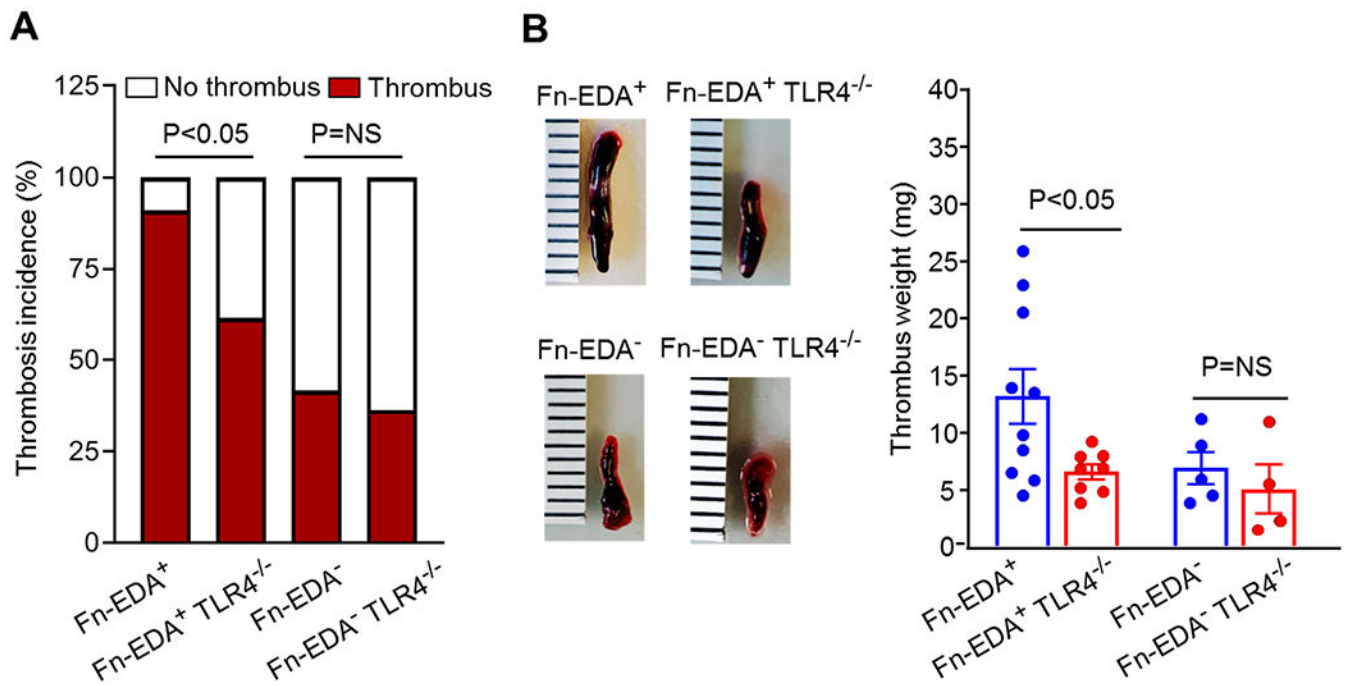 A
125
No thrombus
Thrombus
P<0.05
P=NS
100
75
50
25
0
Thrombosis incidence (%)
Fn-EDA⁺
Fn-EDA⁺ TLR4⁻/⁻
Fn-EDA⁻
Fn-EDA⁻ TLR4⁻/⁻
B
Fn-EDA⁺
Fn-EDA⁺ TLR4⁻/⁻
Fn-EDA⁻
Fn-EDA⁻ TLR4⁻/⁻
40
35
30
25
20
15
10
5
0
Thrombus weight (mg)
P<0.05
P=NS
Fn-EDA⁺
Fn-EDA⁺ TLR4⁻/⁻
Fn-EDA⁻
Fn-EDA⁻ TLR4⁻/⁻